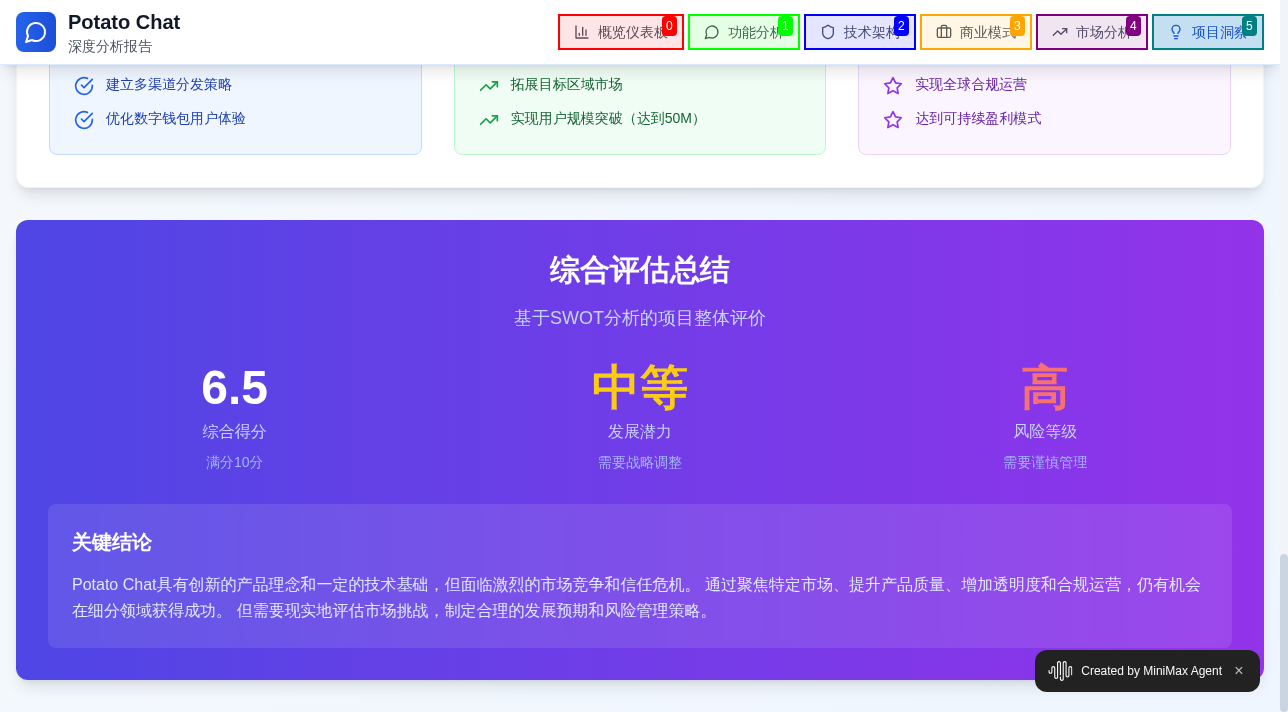 Potato Chat
深度分析报告
概览仪表板
0
功能分析
1
技术架构
2
商业模式
3
市场分析
4
项目洞察
5
建立多渠道分发策略
拓展目标区域市场
实现全球合规运营
优化数字钱包用户体验
实现用户规模突破（达到50M）
达到可持续盈利模式
综合评估总结
基于SWOT分析的项目整体评价
6.5
中等
高
综合得分
发展潜力
风险等级
满分10分
需要战略调整
需要谨慎管理
关键结论
Potato Chat具有创新的产品理念和一定的技术基础，但面临激烈的市场竞争和信任危机。 通过聚焦特定市场、提升产品质量、增加透明度和合规运营，仍有机会
在细分领域获得成功。 但需要现实地评估市场挑战，制定合理的发展预期和风险管理策略。
Created by MiniMax Agent ×